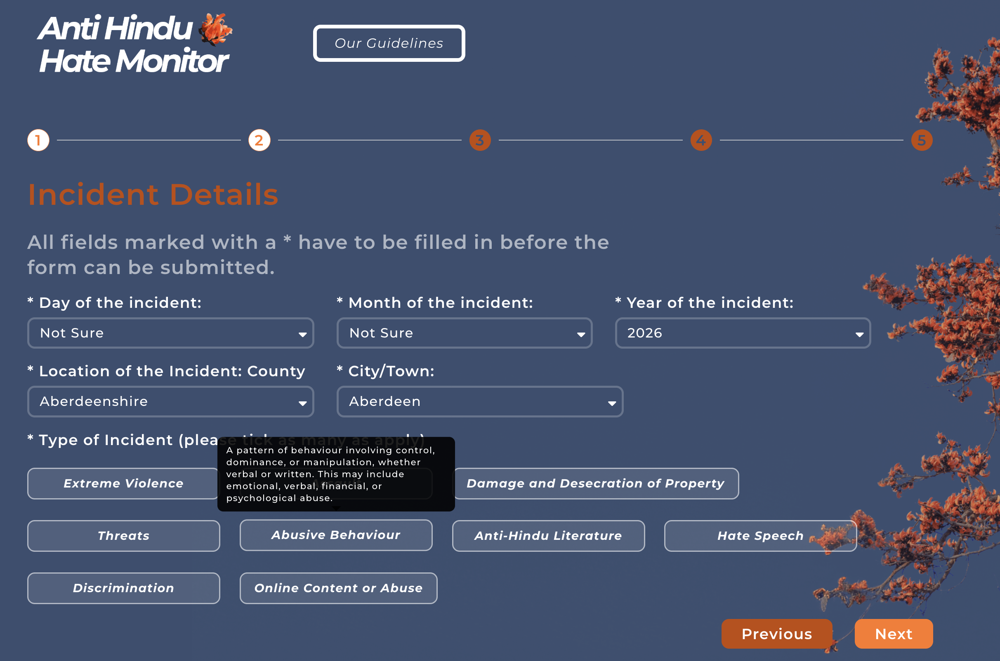 Anti Hindu
Hate Monitor
Our Guidelines
1 2 3 4 5
Incident Details
All fields marked with a * have to be filled in before the
form can be submitted.
* Day of the incident: * Month of the incident: * Year of the incident:
Not Sure Not Sure 2026
* Location of the Incident: County * City/Town:
Aberdeenshire Aberdeen
* Type of Incident (please tick as many as apply)
A pattern of behaviour involving control,
dominance, or manipulation, whether
verbal or written. This may include
emotional, verbal, financial, or
psychological abuse.
Extreme Violence Assault Damage and Desecration of Property
Threats Abusive Behaviour Anti-Hindu Literature Hate Speech
Discrimination Online Content or Abuse
Previous Next